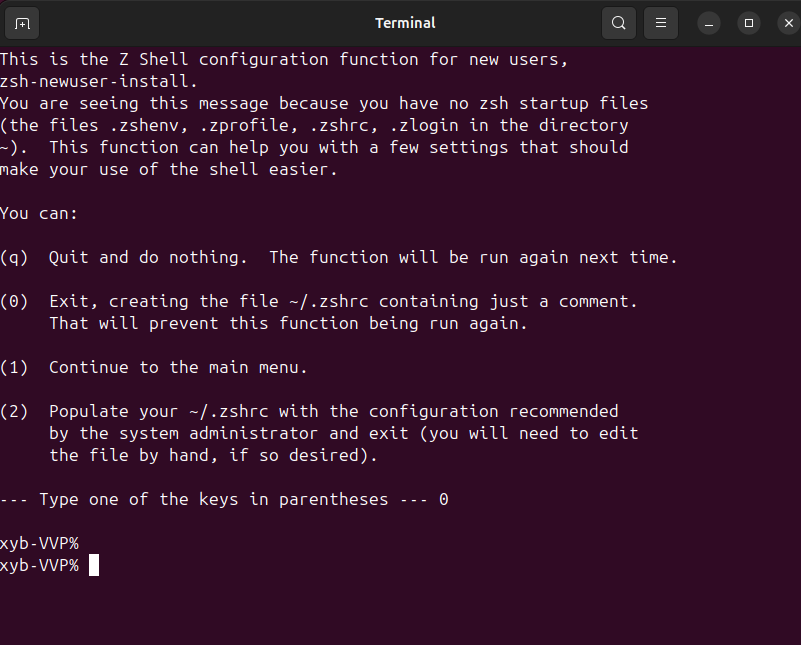 Terminal
This is the Z Shell configuration function for new users,
zsh-newuser-install.
You are seeing this message because you have no zsh startup files
(the files .zshenv, .zprofile, .zshrc, .zlogin in the directory
~).  This function can help you with a few settings that should
make your use of the shell easier.

You can:

(q)  Quit and do nothing.  The function will be run again next time.

(0)  Exit, creating the file ~/.zshrc containing just a comment.
     That will prevent this function being run again.

(1)  Continue to the main menu.

(2)  Populate your ~/.zshrc with the configuration recommended
     by the system administrator and exit (you will need to edit
     the file by hand, if so desired).

--- Type one of the keys in parentheses --- 0

xyb-VVP%
xyb-VVP%